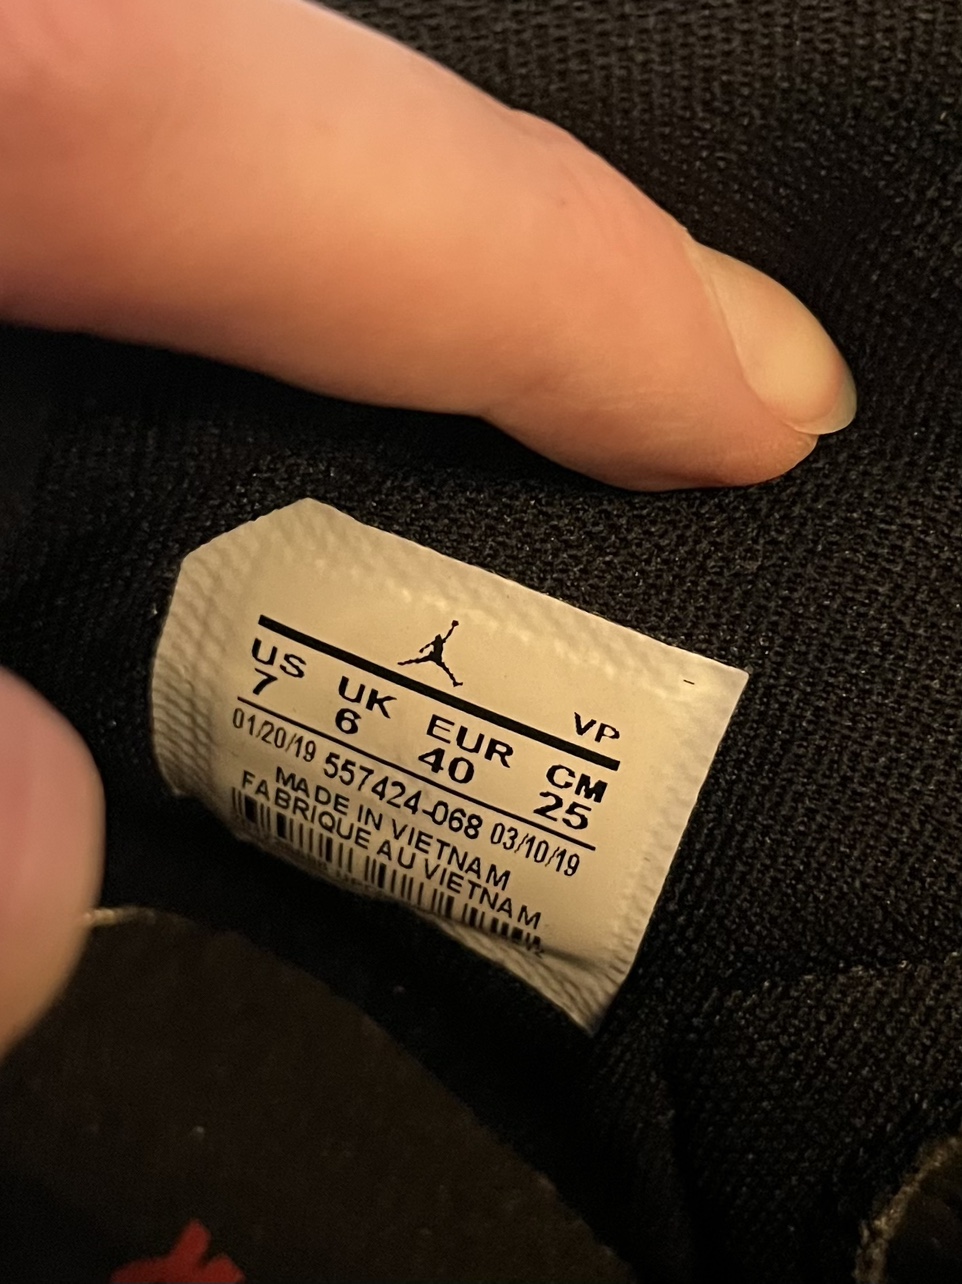 VP
US UK EUR CM
7 6 40 25
01/20/19 557424-068 03/10/19
MADE IN VIETNAM
FABRIQUE AU VIETNAM